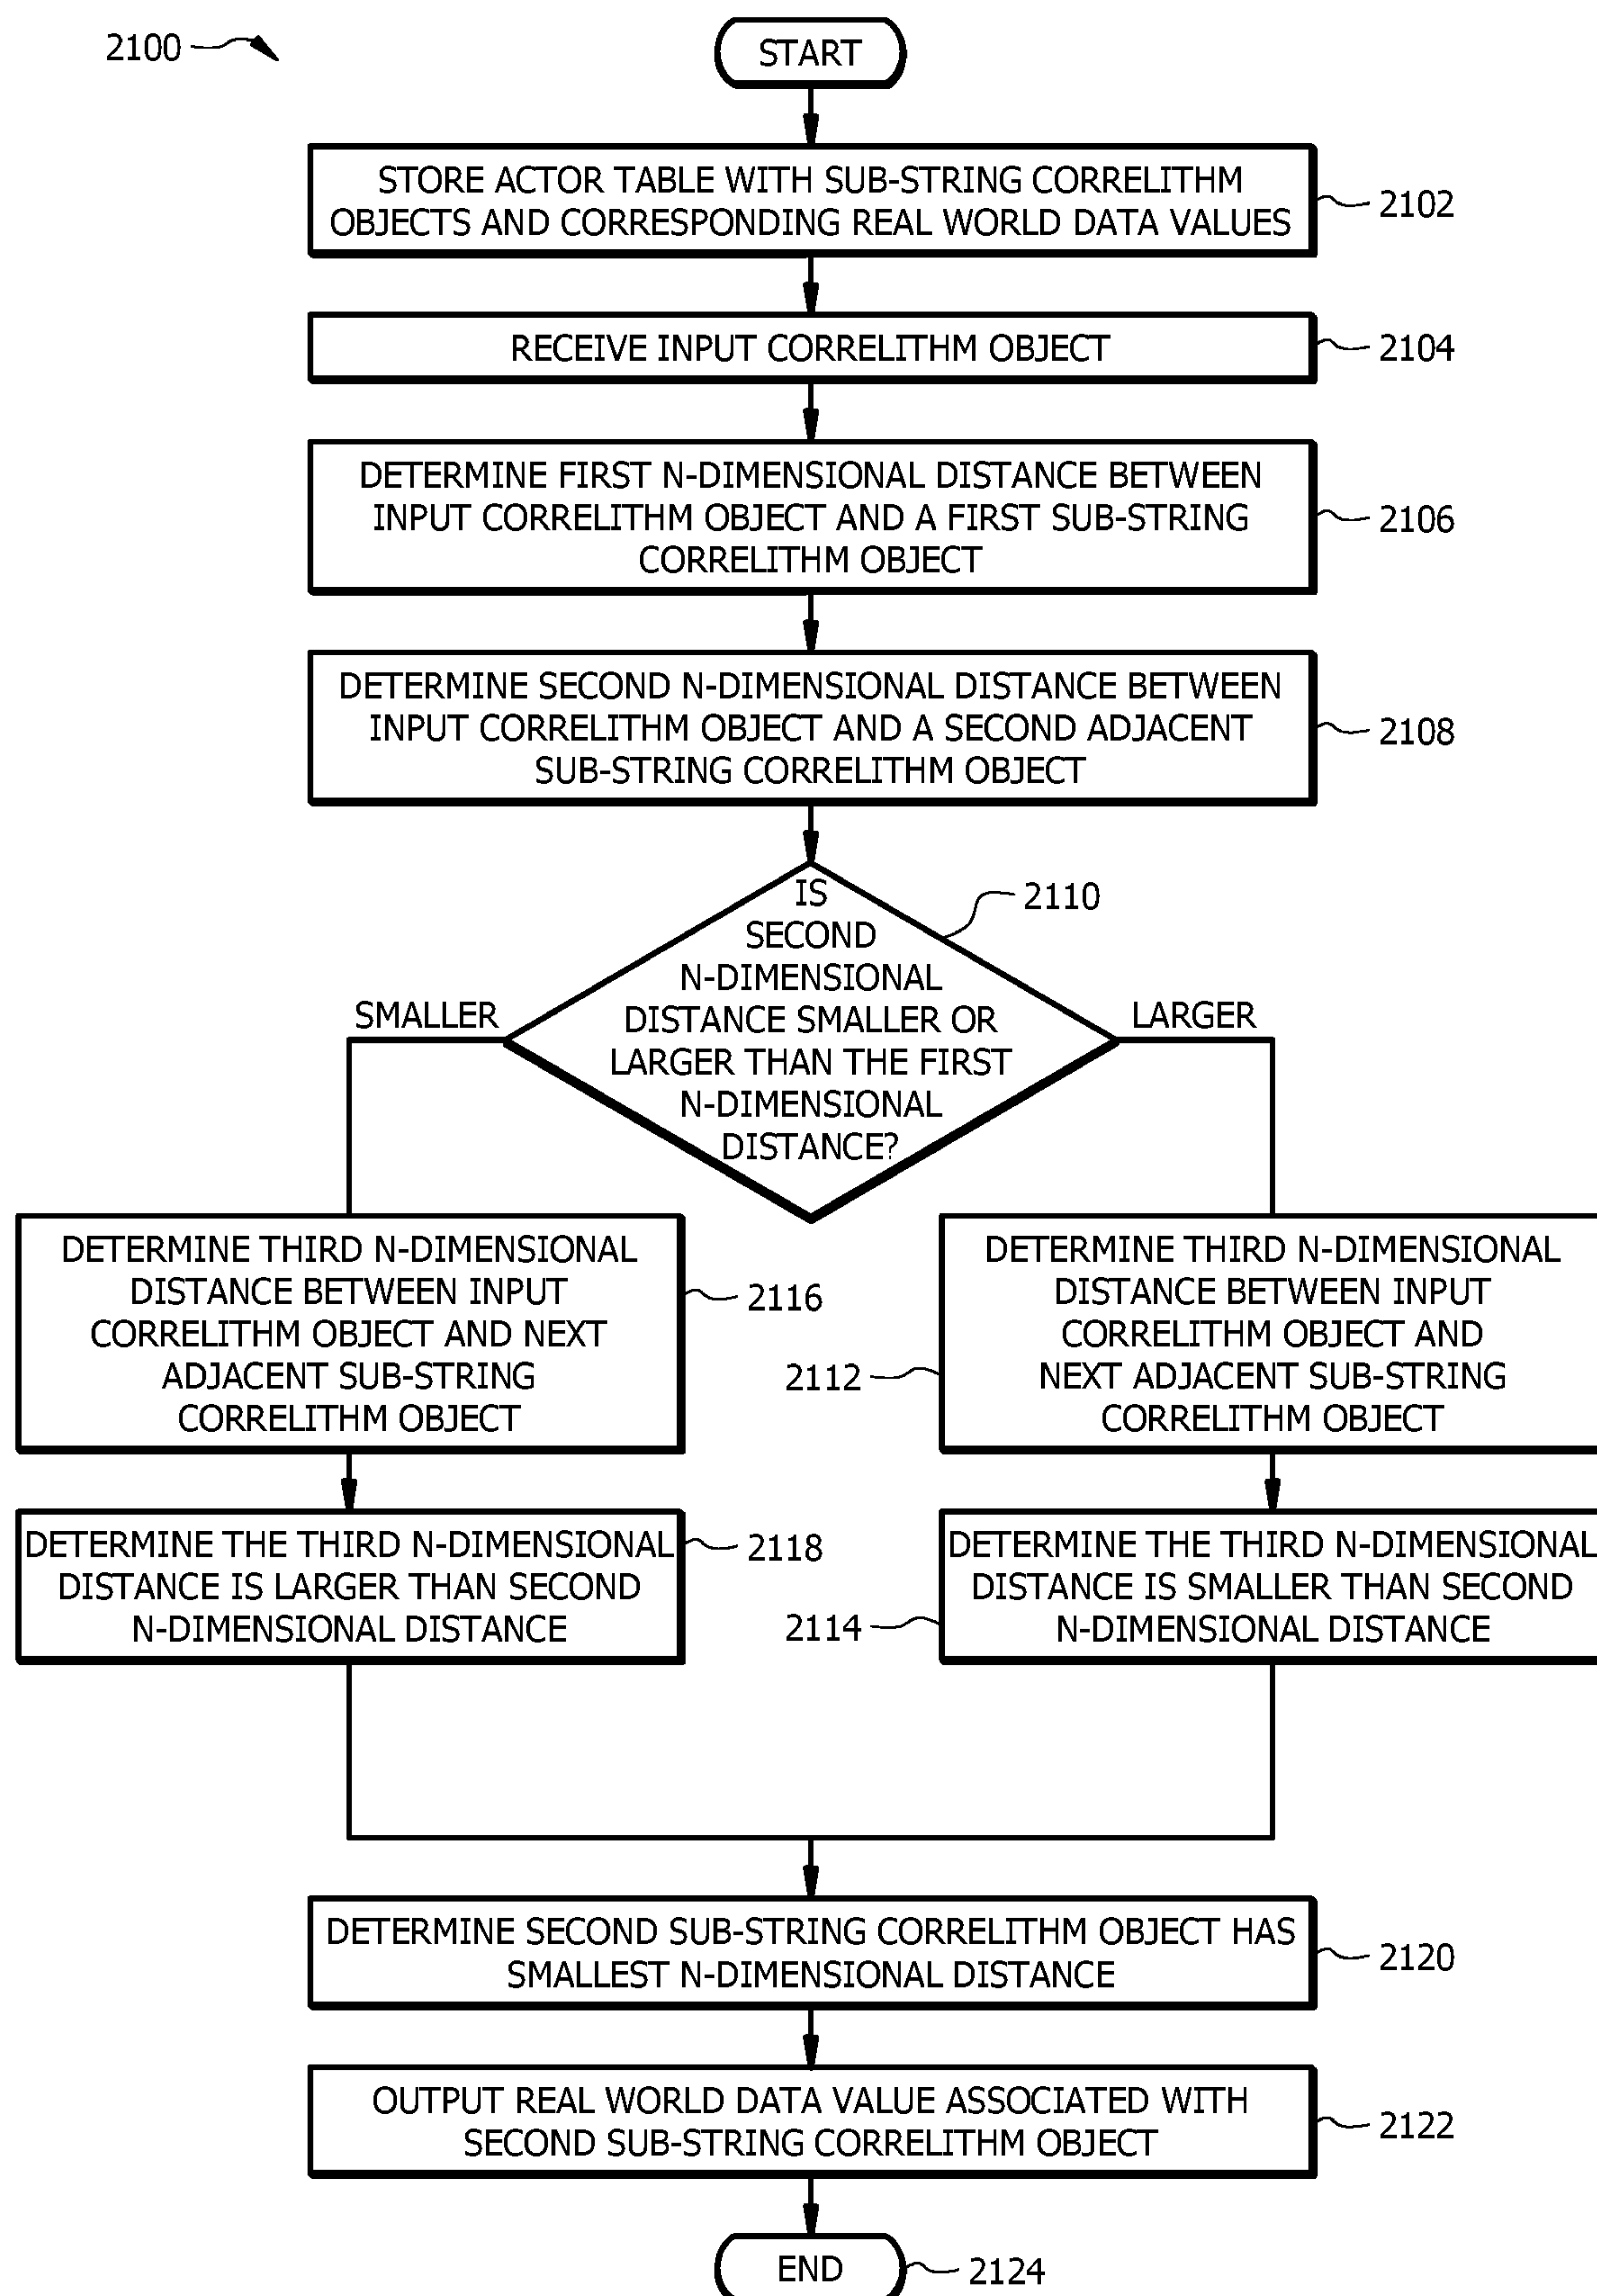 2100
START
STORE ACTOR TABLE WITH SUB-STRING CORRELITHM
OBJECTS AND CORRESPONDING REAL WORLD DATA VALUES
2102
RECEIVE INPUT CORRELITHM OBJECT
2104
DETERMINE FIRST N-DIMENSIONAL DISTANCE BETWEEN
INPUT CORRELITHM OBJECT AND A FIRST SUB-STRING
CORRELITHM OBJECT
2106
DETERMINE SECOND N-DIMENSIONAL DISTANCE BETWEEN
INPUT CORRELITHM OBJECT AND A SECOND ADJACENT
SUB-STRING CORRELITHM OBJECT
2108
IS
SECOND
N-DIMENSIONAL
DISTANCE SMALLER OR
LARGER THAN THE FIRST
N-DIMENSIONAL
DISTANCE?
2110
SMALLER
LARGER
DETERMINE THIRD N-DIMENSIONAL
DISTANCE BETWEEN INPUT
CORRELITHM OBJECT AND NEXT
ADJACENT SUB-STRING
CORRELITHM OBJECT
2116
DETERMINE THIRD N-DIMENSIONAL
DISTANCE BETWEEN INPUT
CORRELITHM OBJECT AND
NEXT ADJACENT SUB-STRING
CORRELITHM OBJECT
2112
DETERMINE THE THIRD N-DIMENSIONAL
DISTANCE IS LARGER THAN SECOND
N-DIMENSIONAL DISTANCE
2118
DETERMINE THE THIRD N-DIMENSIONAL
DISTANCE IS SMALLER THAN SECOND
N-DIMENSIONAL DISTANCE
2114
DETERMINE SECOND SUB-STRING CORRELITHM OBJECT HAS
SMALLEST N-DIMENSIONAL DISTANCE
2120
OUTPUT REAL WORLD DATA VALUE ASSOCIATED WITH
SECOND SUB-STRING CORRELITHM OBJECT
2122
END
2124